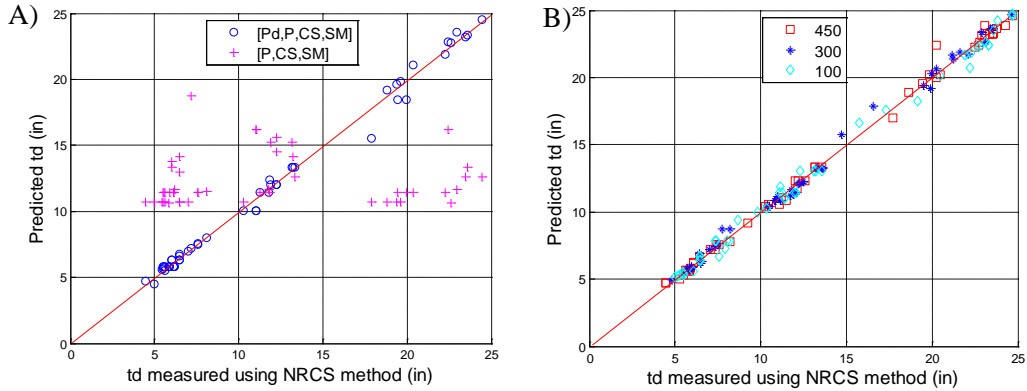 A)
[Pd,P,CS,SM]
[P,CS,SM]
Predicted td (in)
25
20
15
10
5
0
0 5 10 15 20 25
td measured using NRCS method (in)
B)
450
300
100
Predicted td (in)
25
20
15
10
5
0
0 5 10 15 20 25
td measured using NRCS method (in)